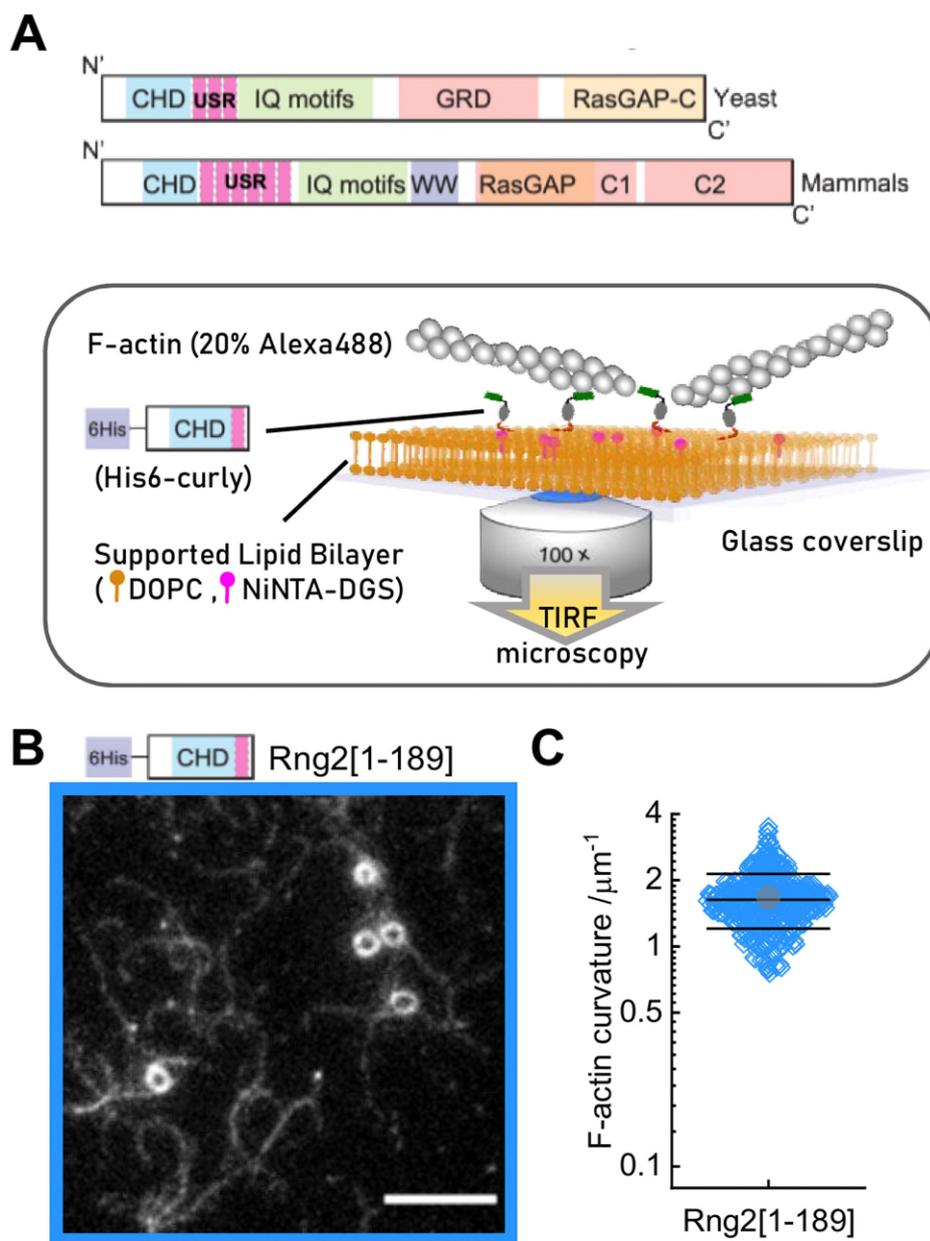 A
N'
CHD USR IQ motifs GRD RasGAP-C Yeast
C'
N'
CHD USR IQ motifs WW RasGAP C1 C2 Mammals
C'
F-actin (20% Alexa488)
6His CHD
(His6-curly)
Supported Lipid Bilayer
(DOPC , NiNTA-DGS)
Glass coverslip
100 x
TIRF
microscopy
B
6His CHD Rng2[1-189]
C
F-actin curvature /μm⁻¹
4
2
1
0.5
0.1
Rng2[1-189]